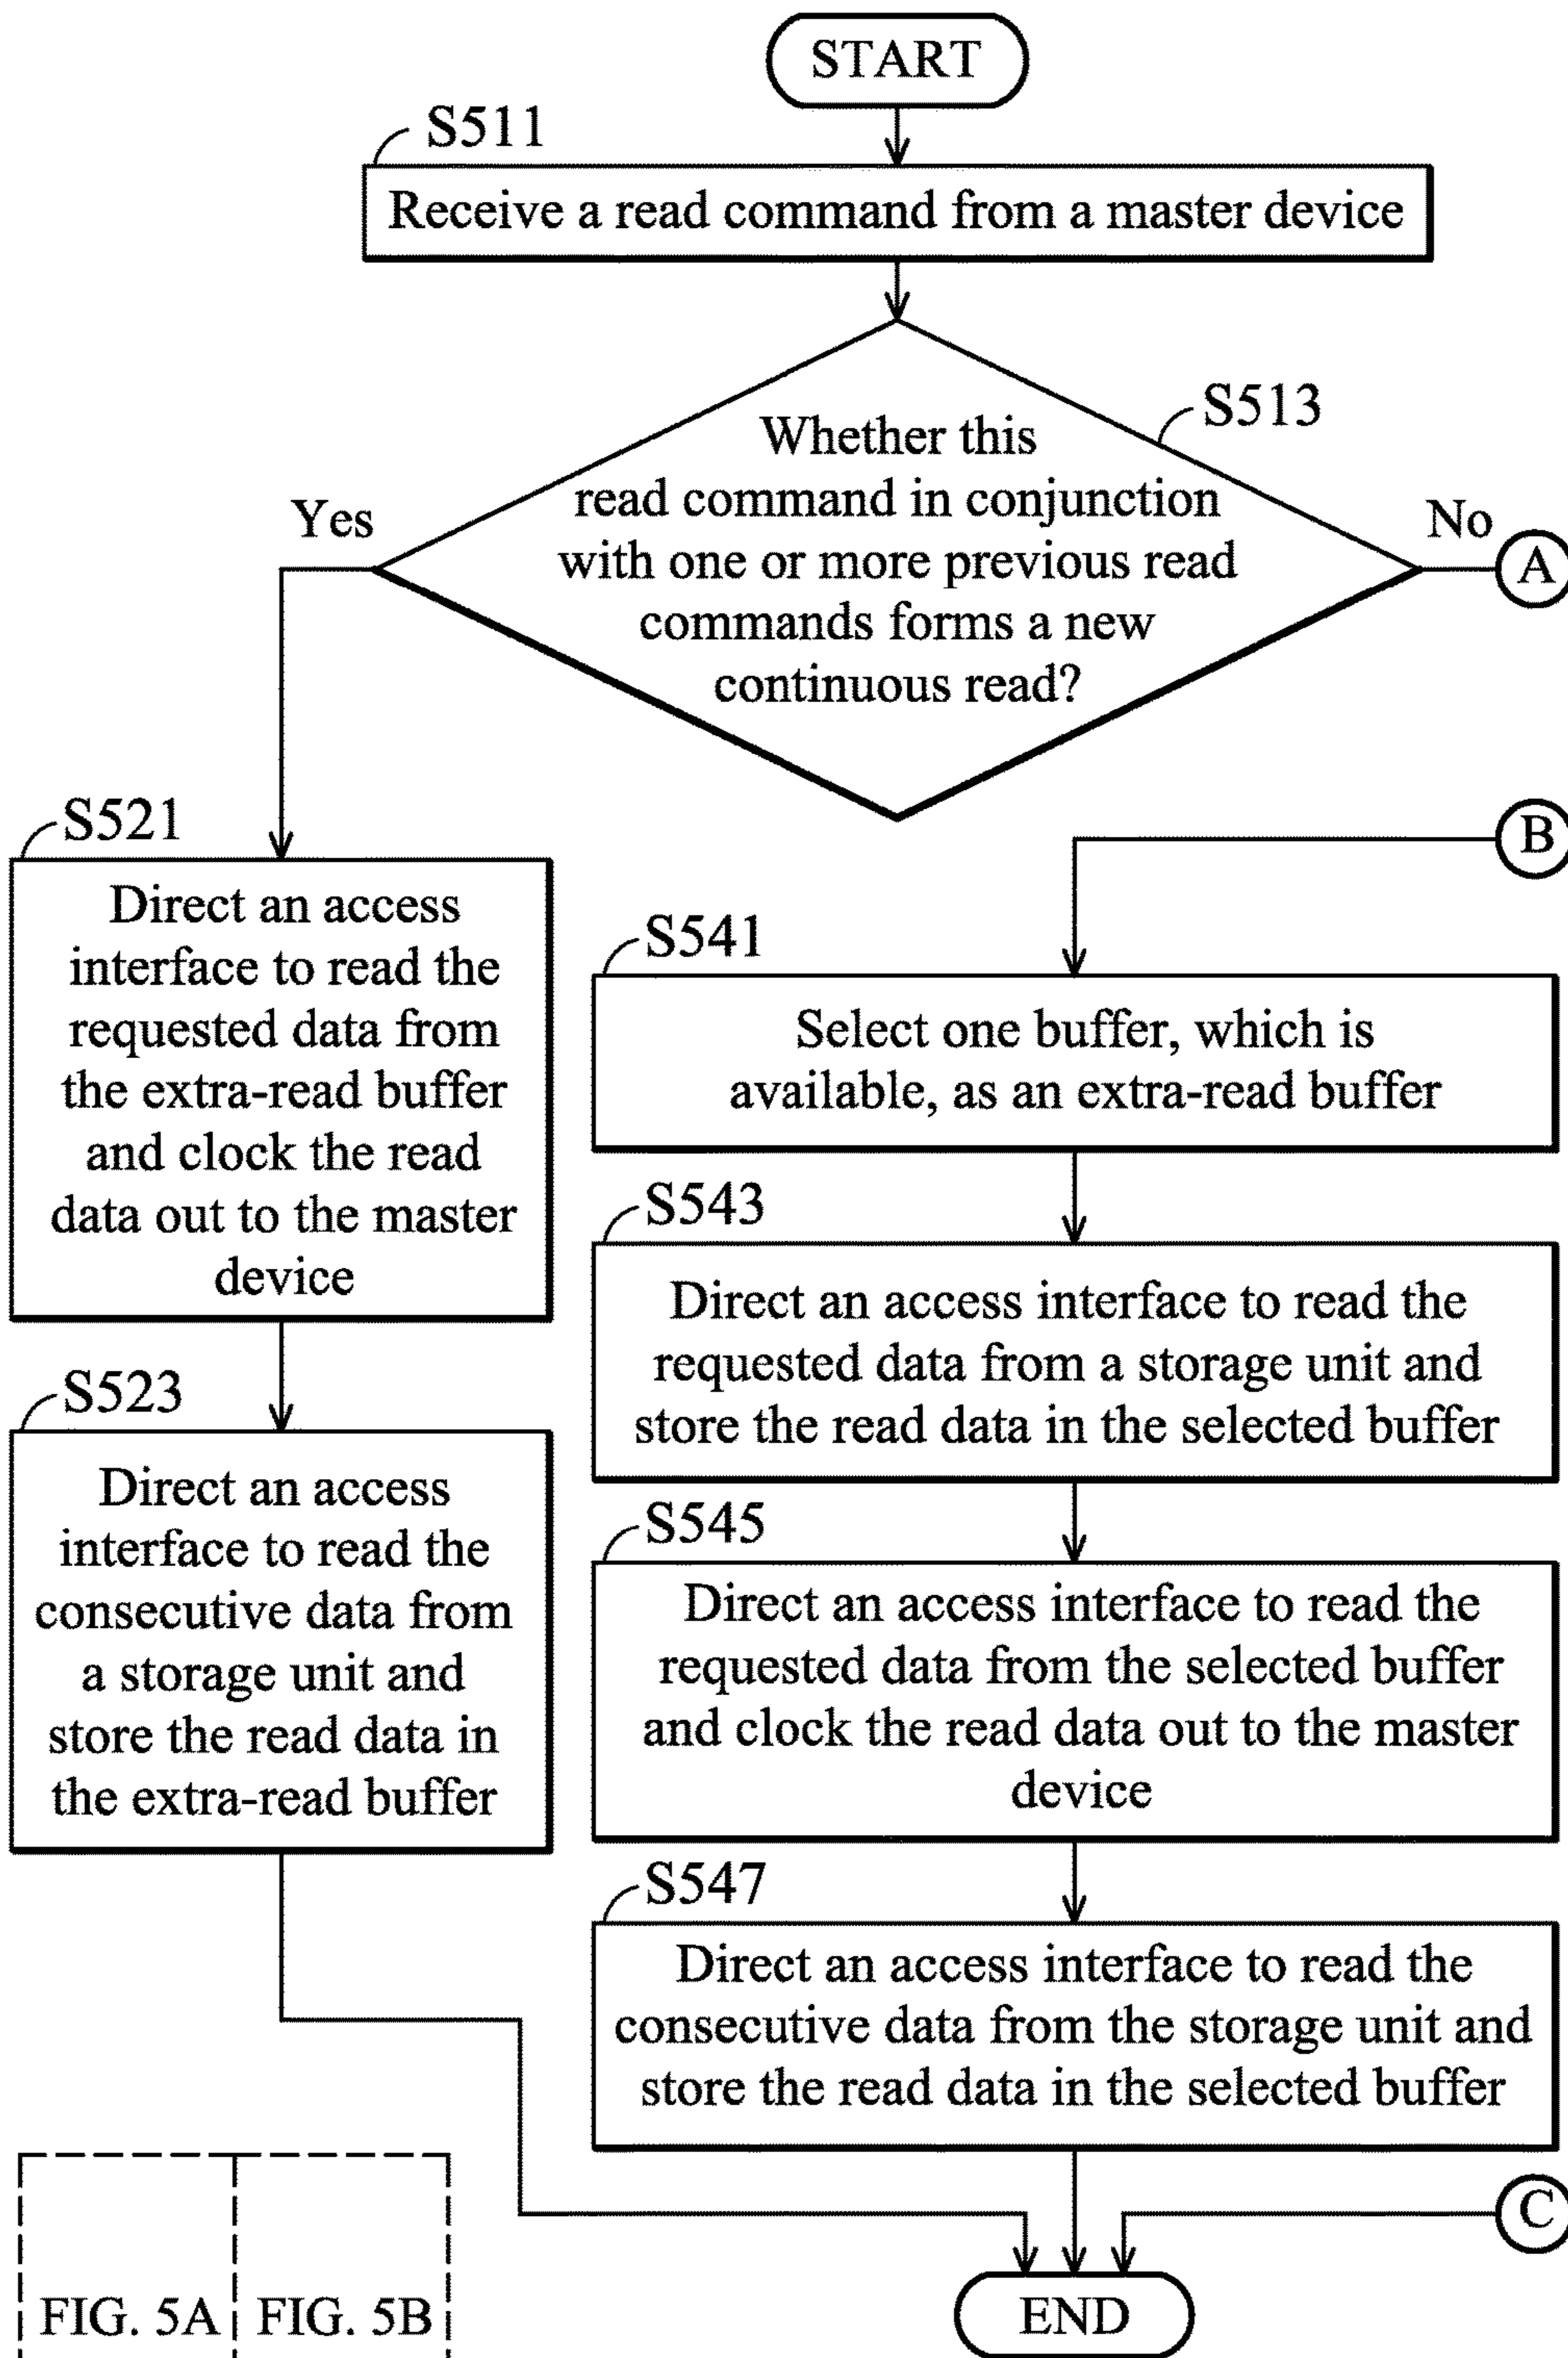 START
S511
Receive a read command from a master device
S513
Whether this
read command in conjunction
with one or more previous read
commands forms a new
continuous read?
Yes
No
A
B
S521
Direct an access
interface to read the
requested data from
the extra-read buffer
and clock the read
data out to the master
device
S523
Direct an access
interface to read the
consecutive data from
a storage unit and
store the read data in
the extra-read buffer
S541
Select one buffer, which is
available, as an extra-read buffer
S543
Direct an access interface to read the
requested data from a storage unit and
store the read data in the selected buffer
S545
Direct an access interface to read the
requested data from the selected buffer
and clock the read data out to the master
device
S547
Direct an access interface to read the
consecutive data from the storage unit and
store the read data in the selected buffer
C
END
FIG. 5A
FIG. 5B